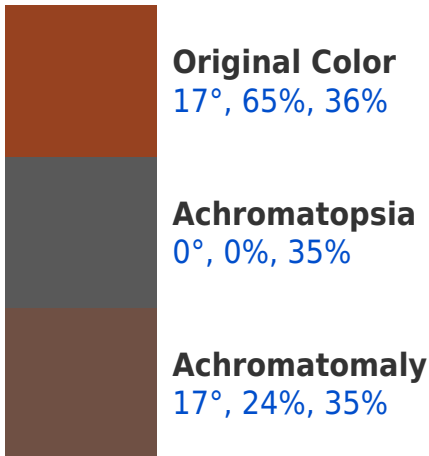 Original Color
17°, 65%, 36%
Achromatopsia
0°, 0%, 35%
Achromatomaly
17°, 24%, 35%